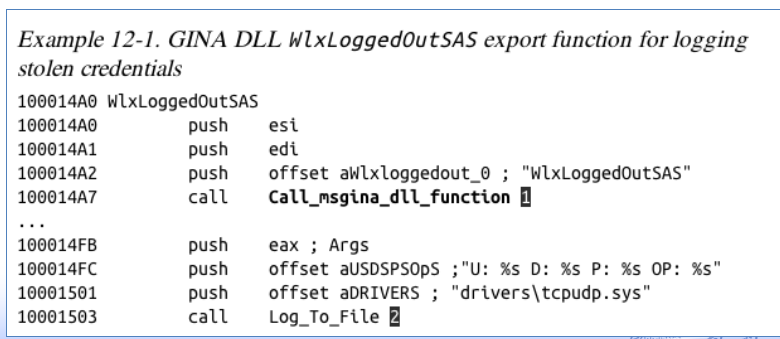 Example 12-1. GINA DLL WlxLoggedOutSAS export function for logging
stolen credentials
100014A0 WlxLoggedOutSAS
100014A0 push esi
100014A1 push edi
100014A2 push offset aWlxloggedout_0 ; "WlxLoggedOutSAS"
100014A7 call Call_msgina_dll_function 1
...
100014FB push eax ; Args
100014FC push offset aUSDSPSOpS ;"U: %s D: %s P: %s OP: %s"
10001501 push offset aDRIVERS ; "drivers\tcpudp.sys"
10001503 call Log_To_File 2